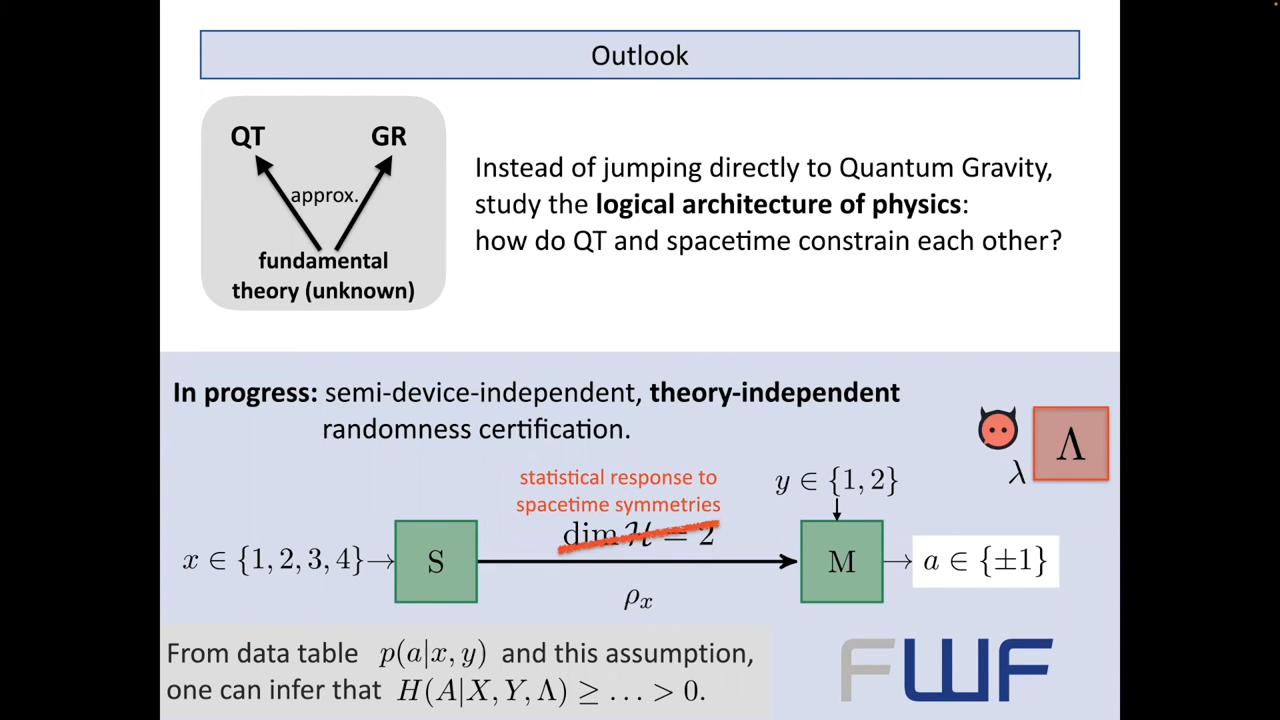 Outlook
QT GR
approx.
fundamental
theory (unknown)
Instead of jumping directly to Quantum Gravity,
study the logical architecture of physics:
how do QT and spacetime constrain each other?
In progress: semi-device-independent, theory-independent
randomness certification.
Λ
λ
statistical response to
spacetime symmetries
dim ℋ = 2
y ∈ {1, 2}
x ∈ {1, 2, 3, 4} S M a ∈ {±1}
ρₓ
From data table p(a|x, y) and this assumption,
one can infer that H(A|X, Y, Λ) ≥ … > 0.
FWF